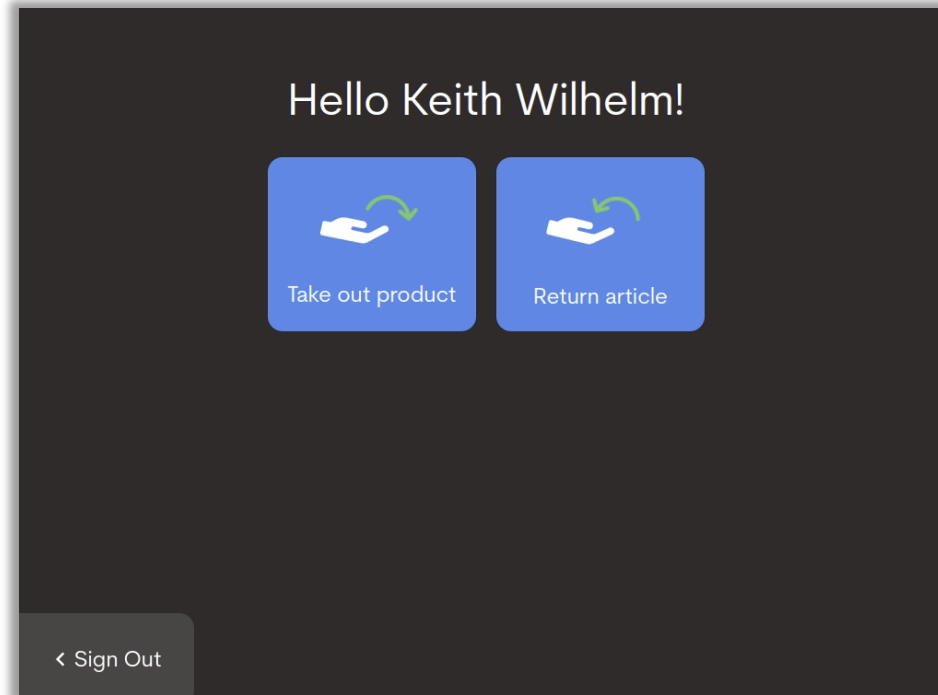 Hello Keith Wilhelm!
Take out product
Return article
Sign Out